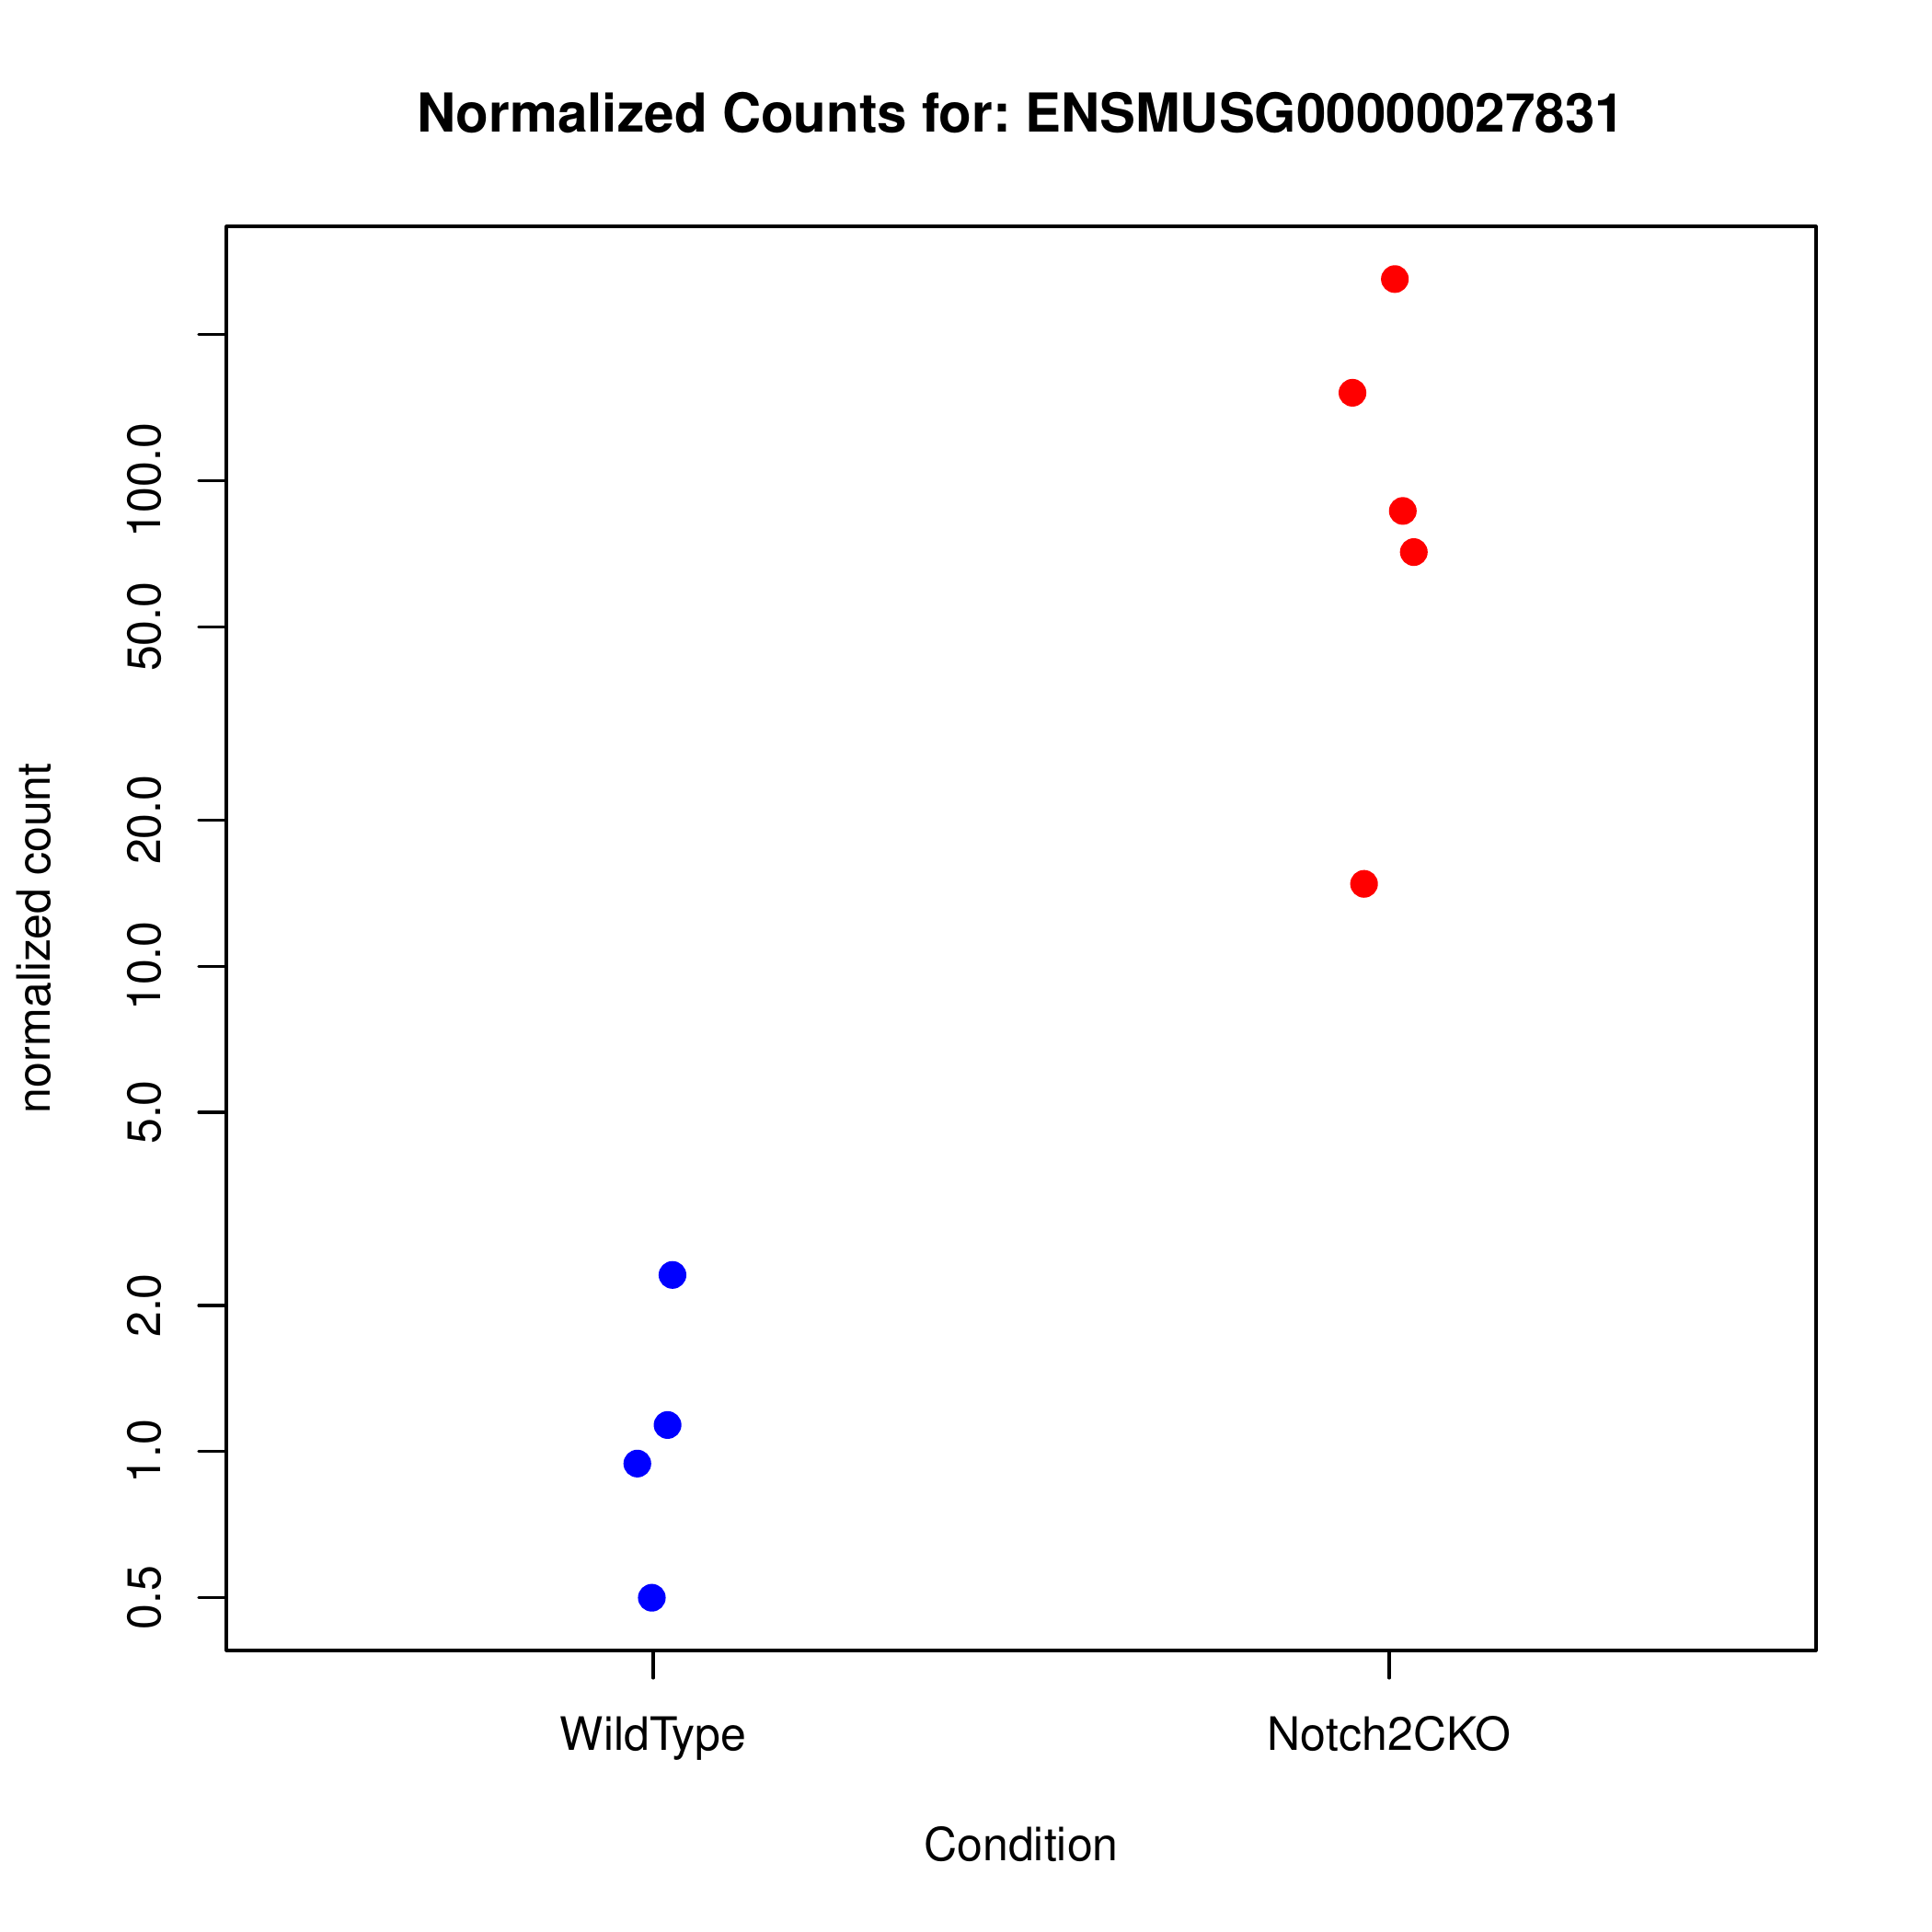 Normalized Counts for: ENSMUSG00000027831
normalized count
100.0
50.0
20.0
10.0
5.0
2.0
1.0
0.5
WildType
Notch2CKO
Condition